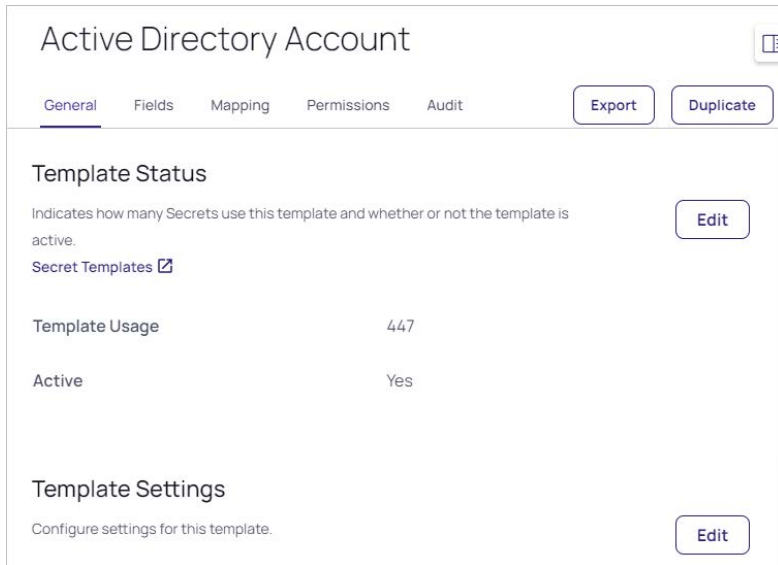 Active Directory Account
General Fields Mapping Permissions Audit Export Duplicate
Template Status
Indicates how many Secrets use this template and whether or not the template is
active.
Edit
Secret Templates
Template Usage 447
Active Yes
Template Settings
Configure settings for this template.
Edit